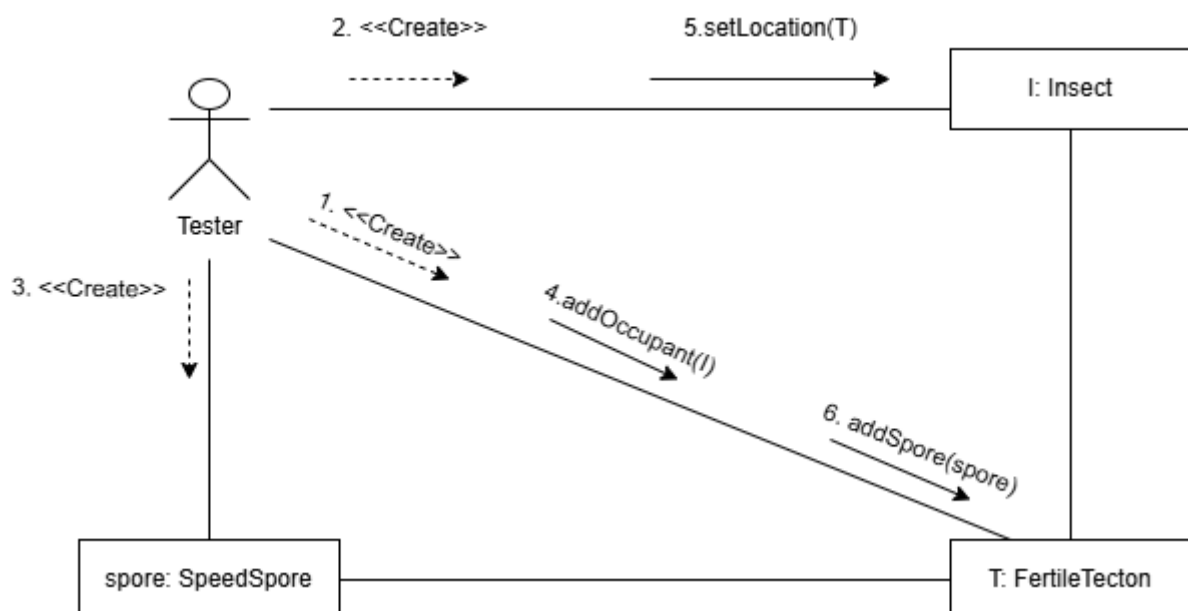 2. <<Create>>
5.setLocation(T)
I: Insect
Tester
1. <<Create>>
3. <<Create>>
4.addOccupant(I)
6. addSpore(spore)
spore: SpeedSpore
T: FertileTecton